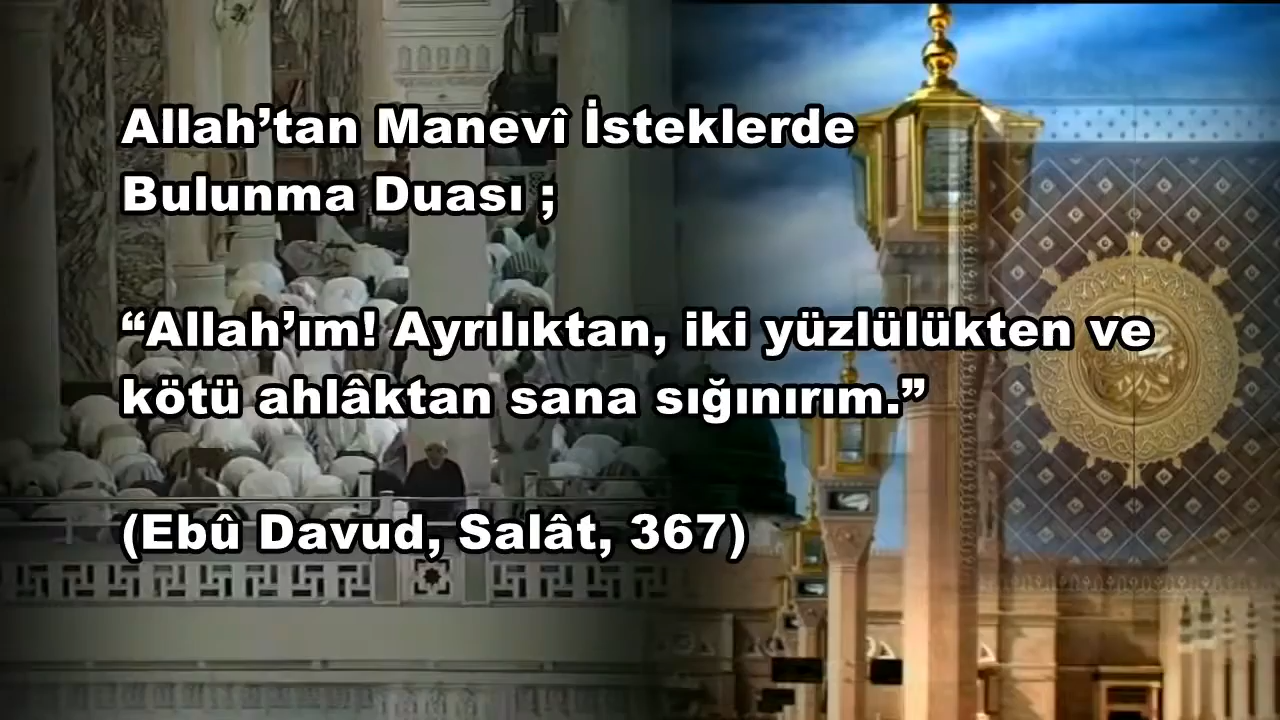 Allah’tan Manevî İsteklerde
Bulunma Duası ;
“Allah’ım! Ayrılıktan, iki yüzlülükten ve
kötü ahlâktan sana sığınırım.”
(Ebû Davud, Salât, 367)